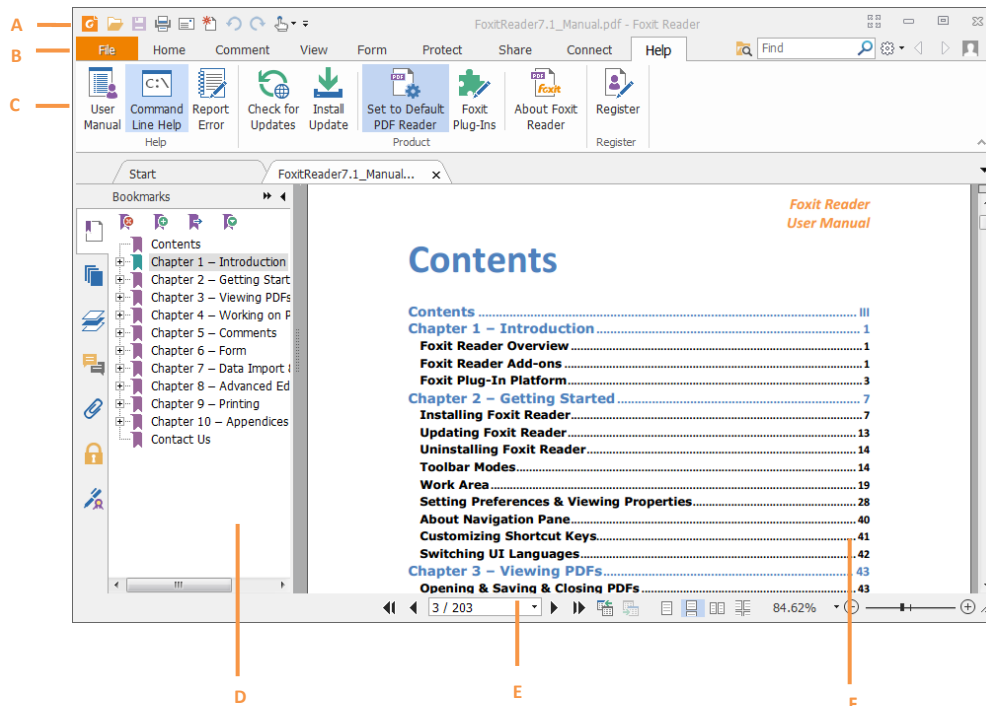 A
FoxitReader7.1_Manual.pdf - Foxit Reader
B
File Home Comment View Form Protect Share Connect Help Find
C
C:\ PDF PDF Foxit
User Manual
Command Line Help
Report Error
Check for Updates
Install Update
Set to Default PDF Reader
Foxit Plug-Ins
About Foxit Reader
Register
Help Product Register
Start FoxitReader7.1_Manual... x
Bookmarks
Contents
Chapter 1 – Introduction
Chapter 2 – Getting Start
Chapter 3 – Viewing PDFs
Chapter 4 – Working on P
Chapter 5 – Comments
Chapter 6 – Form
Chapter 7 – Data Import &
Chapter 8 – Advanced Ed
Chapter 9 – Printing
Chapter 10 – Appendices
Contact Us
Foxit Reader
User Manual
Contents
Contents ........ III
Chapter 1 – Introduction ........ 1
Foxit Reader Overview ........ 1
Foxit Reader Add-ons ........ 1
Foxit Plug-In Platform ........ 3
Chapter 2 – Getting Started ........ 7
Installing Foxit Reader ........ 7
Updating Foxit Reader ........ 13
Uninstalling Foxit Reader ........ 14
Toolbar Modes ........ 14
Work Area ........ 19
Setting Preferences & Viewing Properties ........ 28
About Navigation Pane ........ 40
Customizing Shortcut Keys ........ 41
Switching UI Languages ........ 42
Chapter 3 – Viewing PDFs ........ 43
Opening & Saving & Closing PDFs ........ 43
3 / 203 84.62%
D
E
F